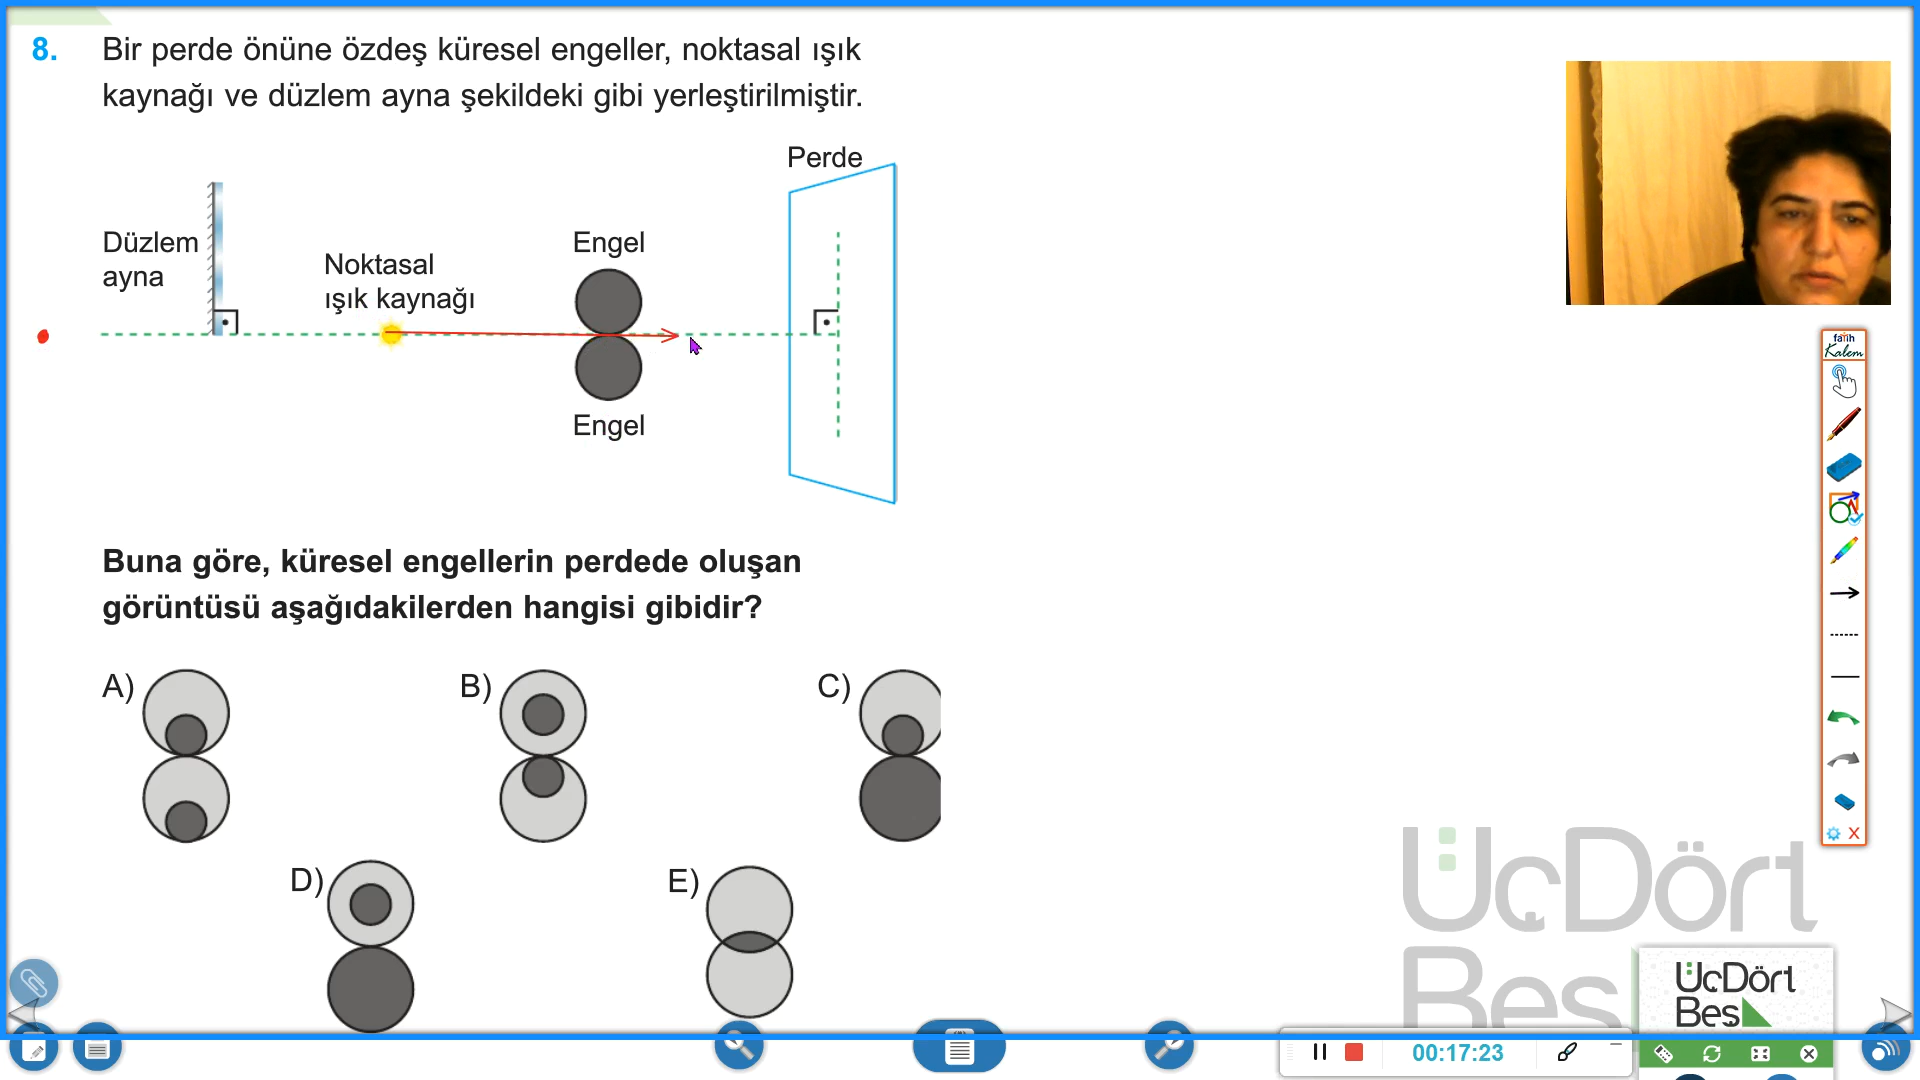 8. Bir perde önüne özdeş küresel engeller, noktasal ışık
kaynağı ve düzlem ayna şekildeki gibi yerleştirilmiştir.
Perde
Düzlem
ayna
Noktasal
ışık kaynağı
Engel
Engel
Buna göre, küresel engellerin perdede oluşan
görüntüsü aşağıdakilerden hangisi gibidir?
A) B) C)
D) E)
fatih
Kalem
X
ÜçDört
Beş
ÜçDört
Beş
00:17:23